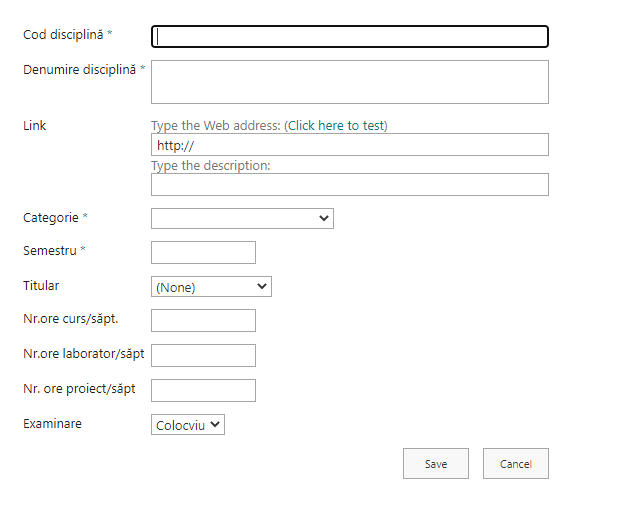 Cod disciplină *
Denumire disciplină *
Link
Type the Web address: (Click here to test)
http://
Type the description:
Categorie *
Semestru *
Titular
(None)
Nr.ore curs/săpt.
Nr.ore laborator/săpt
Nr. ore proiect/săpt
Examinare
Colocviu
Save
Cancel